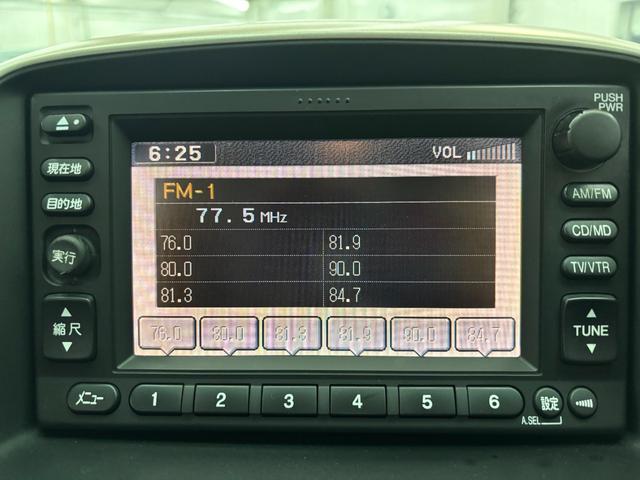 PUSH
PWR
6:25
VOL
現在地
FM-1
AM/FM
77.5MHz
目的地
76.0 81.9
CD/MD
実行
80.0 90.0
TV/VTR
81.3 84.7
縮尺
76.0 80.0 81.3 81.9 90.0 84.7
TUNE
メニュー
1 2 3 4 5 6
設定
A.SEL